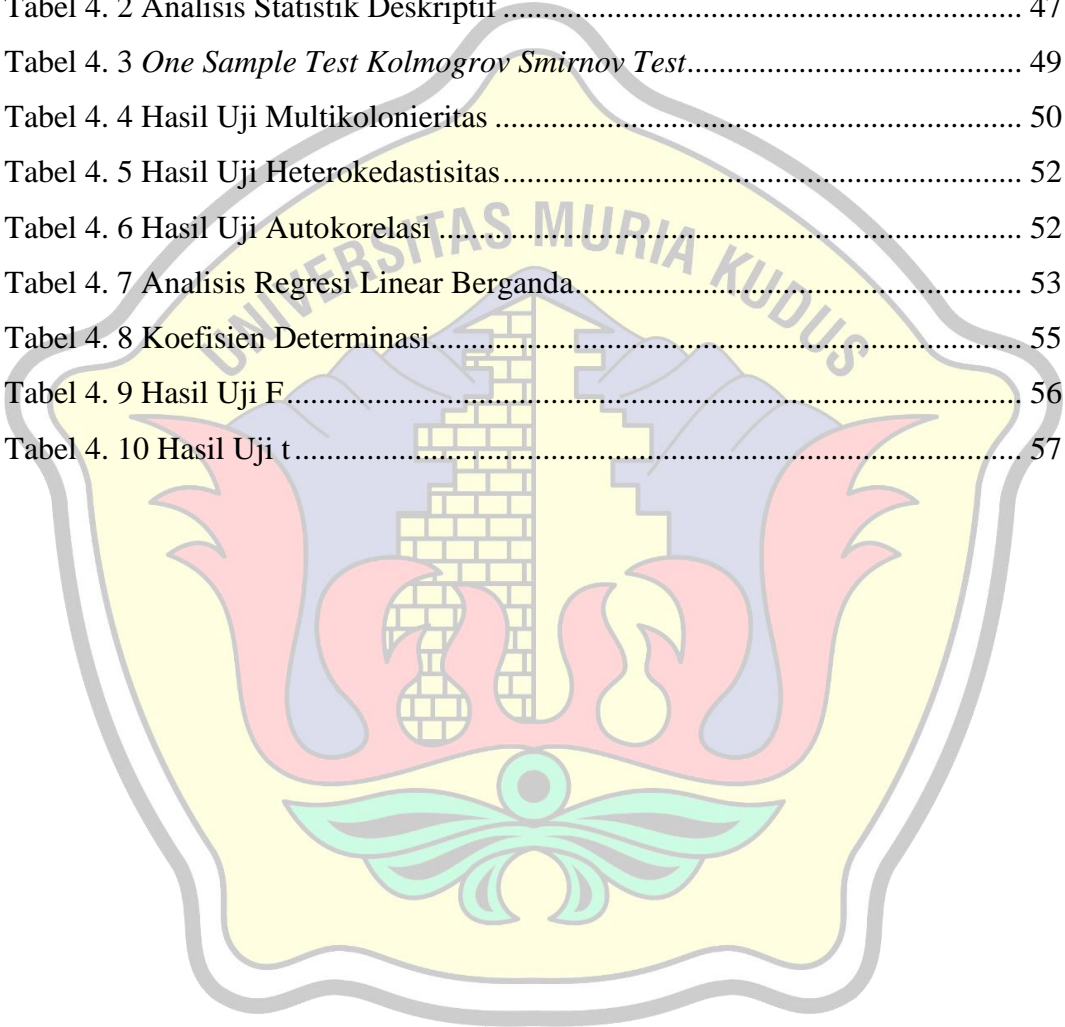 Tabel 4. 2 Analisis Statistik Deskriptif ........................................................................ 47
Tabel 4. 3 One Sample Test Kolmogrov Smirnov Test.............................................. 49
Tabel 4. 4 Hasil Uji Multikolonieritas ......................................................................... 50
Tabel 4. 5 Hasil Uji Heterokedastisitas....................................................................... 52
Tabel 4. 6 Hasil Uji Autokorelasi ................................................................................ 52
Tabel 4. 7 Analisis Regresi Linear Berganda.............................................................. 53
Tabel 4. 8 Koefisien Determinasi................................................................................ 55
Tabel 4. 9 Hasil Uji F................................................................................................... 56
Tabel 4. 10 Hasil Uji t.................................................................................................. 57
UNIVERSITAS MURIA KUDUS